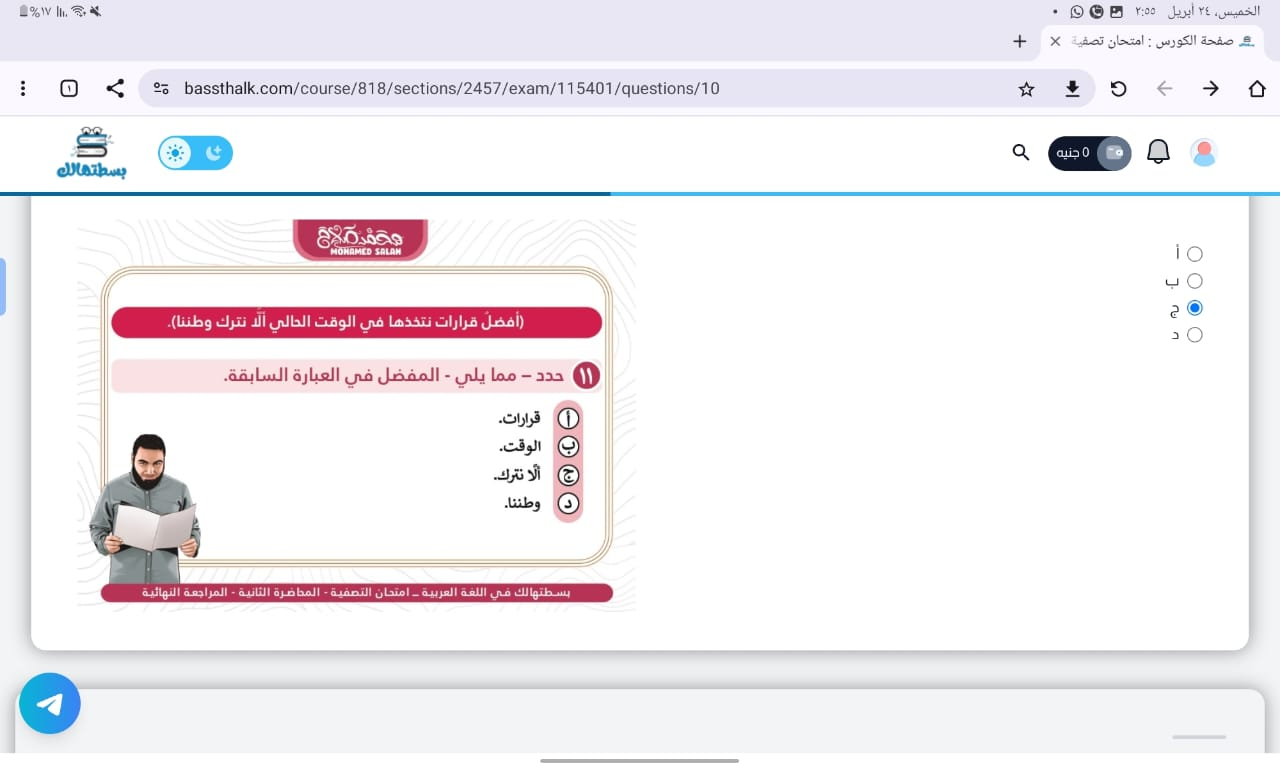 الخميس، ٢٤ أبريل ٢:٥٥
%١٧
صفحة الكورس : امتحان تصفية
١
bassthalk.com/course/818/sections/2457/exam/115401/questions/10
بسطتهالك
0 جنيه
محمد صلاح
MOHAMED SALAH
(أفضلُ قرارات نتخذها في الوقت الحالي ألَّا نترك وطننا).
١١ حدد – مما يلي - المفضل في العبارة السابقة.
أ قرارات.
ب الوقت.
ج ألَّا نترك.
د وطننا.
بسطتهالك في اللغة العربية – امتحان التصفية - المحاضرة الثانية - المراجعة النهائية
أ
ب
ج
د